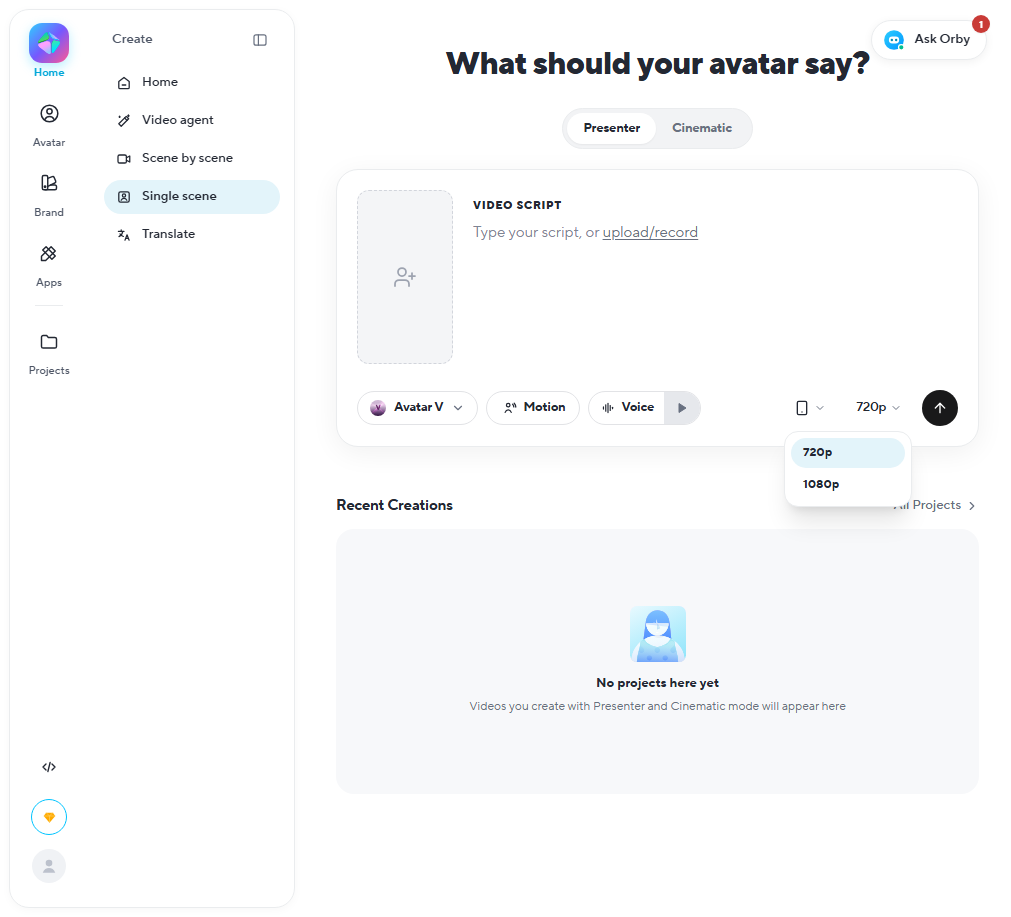 Home
Avatar
Brand
Apps
Projects
Create
Home
Video agent
Scene by scene
Single scene
Translate
Ask Orby
1
What should your avatar say?
Presenter
Cinematic
VIDEO SCRIPT
Type your script, or upload/record
Avatar V
Motion
Voice
720p
720p
1080p
Recent Creations
All Projects
No projects here yet
Videos you create with Presenter and Cinematic mode will appear here